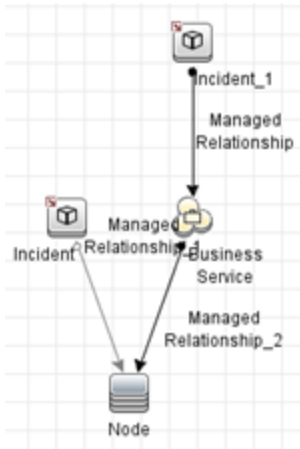 Incident_1
Managed
Relationship
Managed
Relationship_1
Incident
Business
Service
Managed
Relationship_2
Node